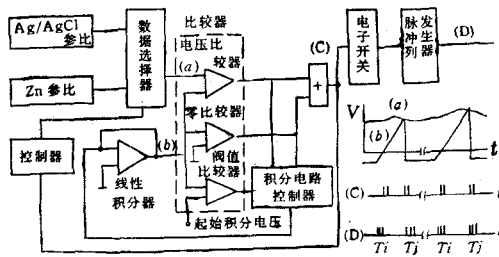 Ag/AgCl
参比
Zn 参比
控制器
数据选择器
线性
积分器
比较器
电压比
较器
(a)
(b)
零比较器
阀值
比较器
起始积分电压
积分电路
控制器
+
(C)
电子开关
脉冲列
发生器
(D)
V
(a)
(b)
t
(C)
(D)
Ti Tj Ti Tj